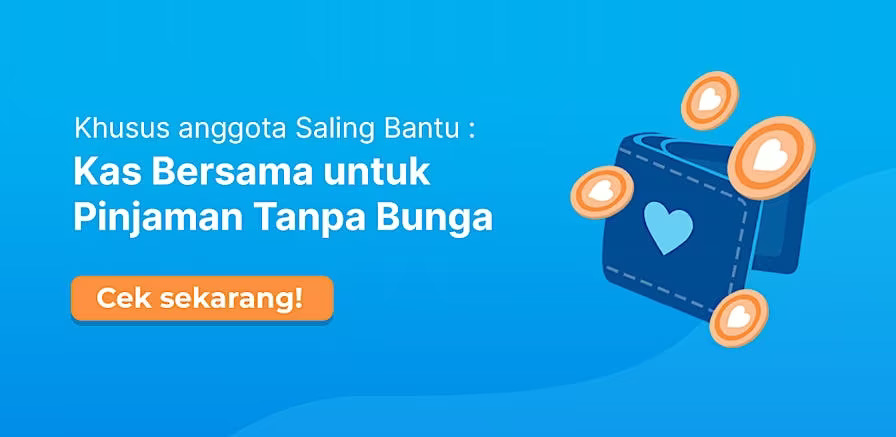 Khusus anggota Saling Bantu :
Kas Bersama untuk
Pinjaman Tanpa Bunga
Cek sekarang!